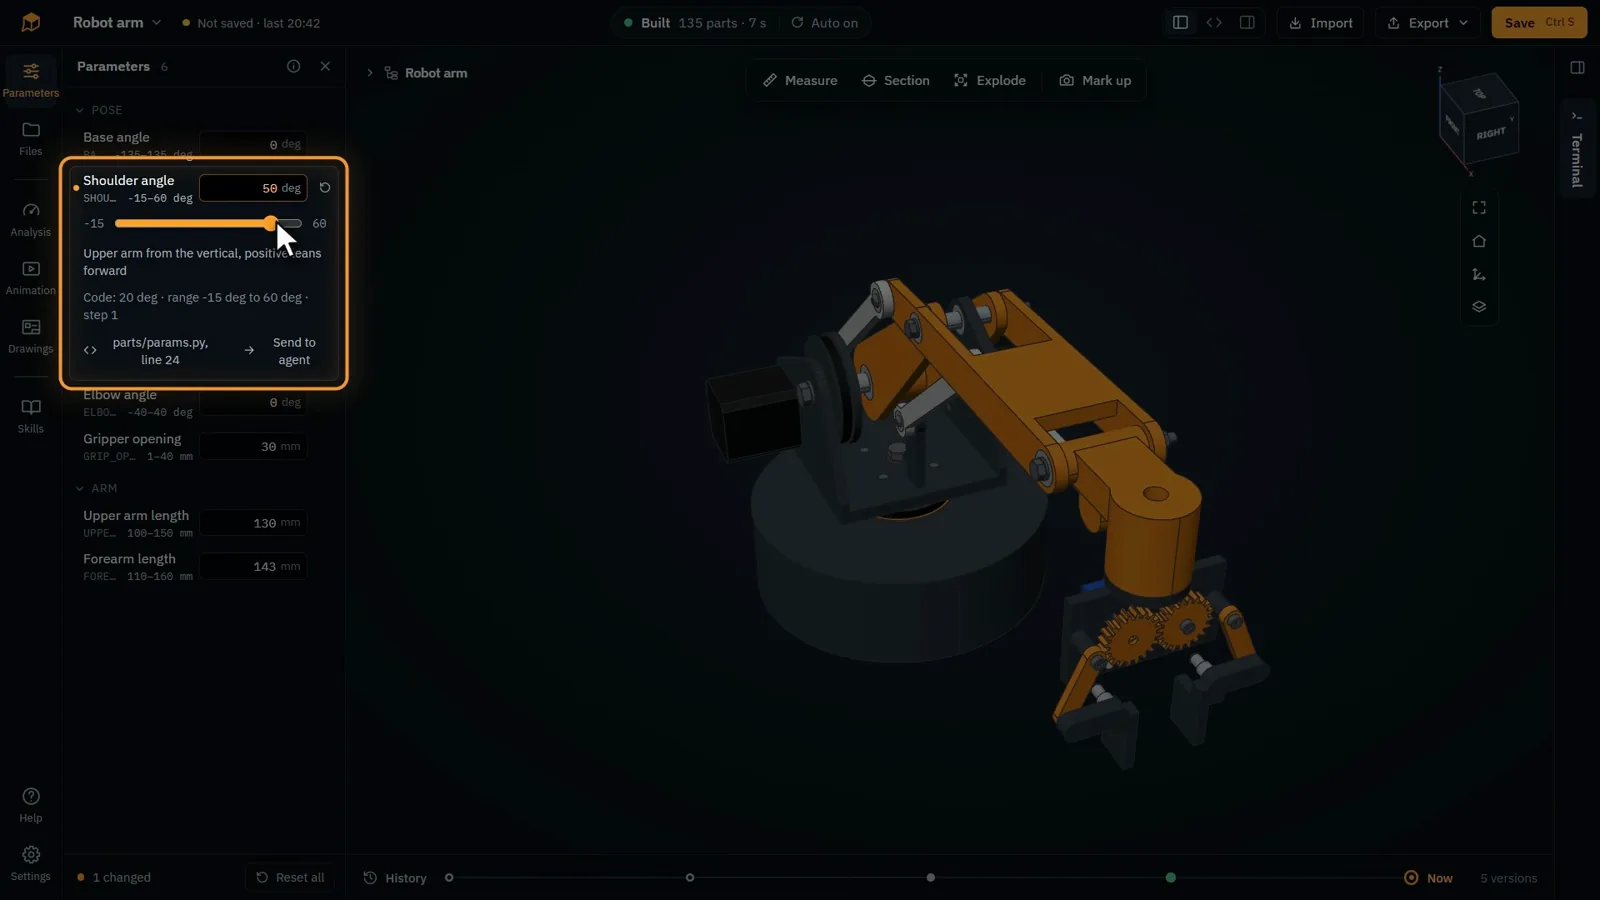 Robot arm
Not saved · last 20:42
Built 135 parts · 7 s
Auto on
Import
Export
Save Ctrl S
Parameters
Files
Analysis
Animation
Drawings
Skills
Help
Settings
Parameters 6
POSE
Base angle
0 deg
BA… -135–135 deg
Shoulder angle
50 deg
SHOU… -15–60 deg
-15
60
Upper arm from the vertical, positive leans
forward
Code: 20 deg · range -15 deg to 60 deg ·
step 1
parts/params.py,
line 24
Send to
agent
Elbow angle
0 deg
ELBO… -40–40 deg
Gripper opening
30 mm
GRIP_OP… 1–40 mm
ARM
Upper arm length
130 mm
UPPE… 100–150 mm
Forearm length
143 mm
FORE… 110–160 mm
1 changed
Reset all
Robot arm
Measure
Section
Explode
Mark up
Z
TOP
FRONT
RIGHT
Y
X
Terminal
History
Now
5 versions